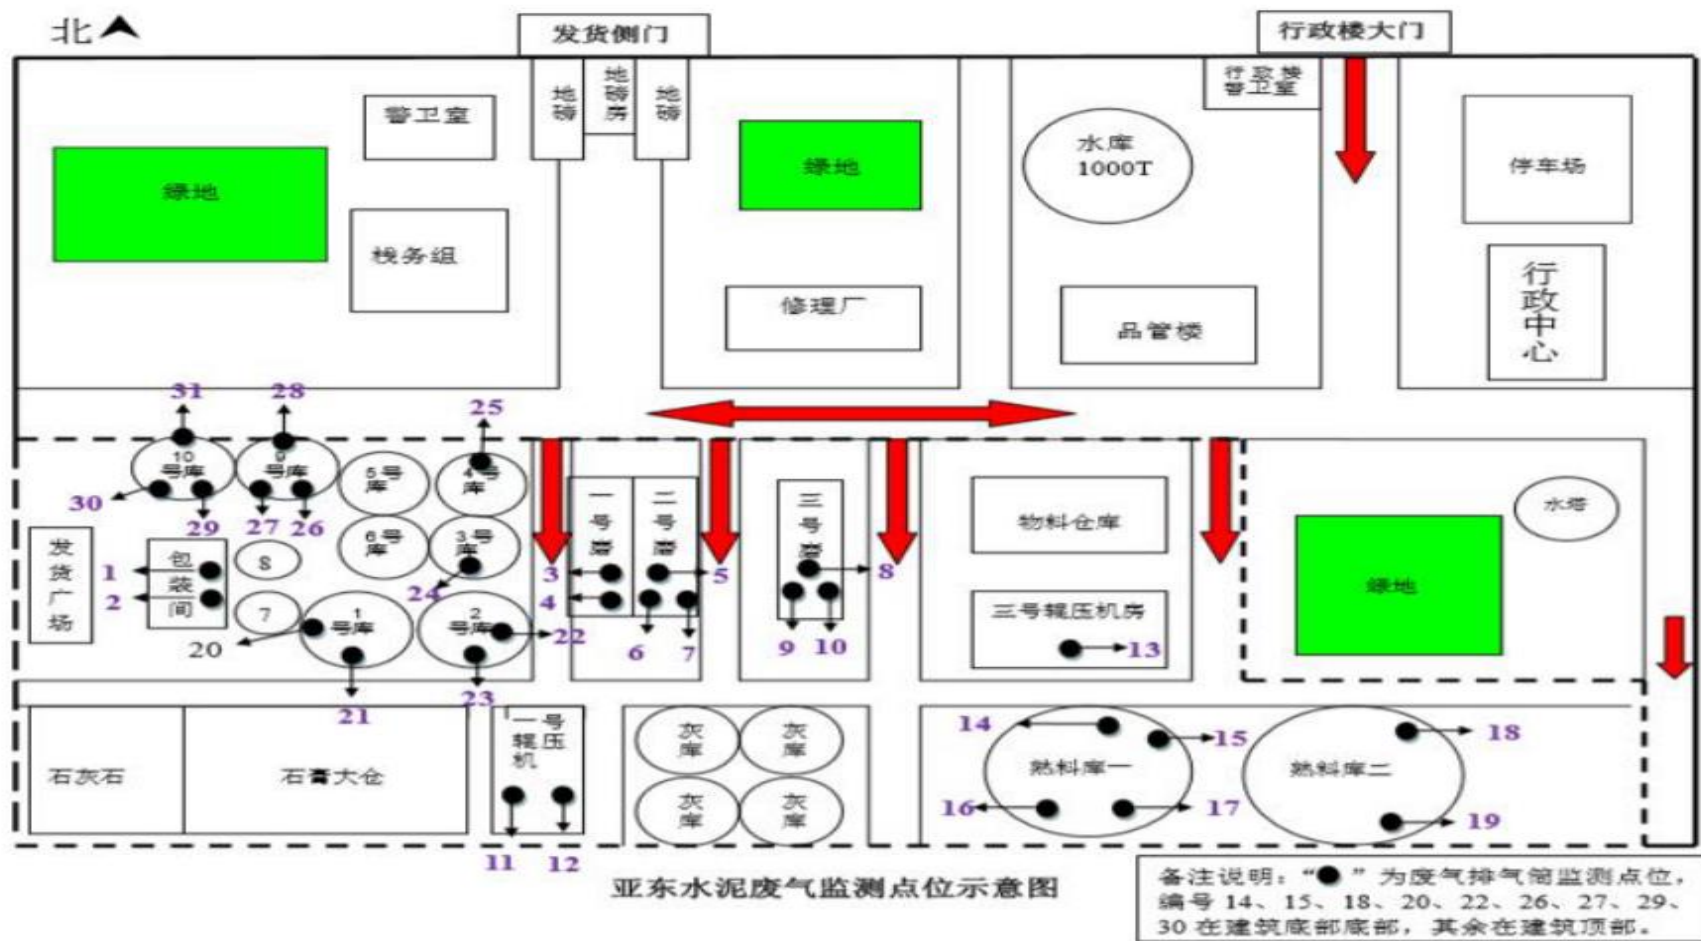 北
发货侧门
行政楼大门
地磅
地磅房
地磅
行政楼
警卫室
警卫室
绿地
栈务组
绿地
修理厂
水库
1000T
品管楼
停车场
行政中心
31
28
25
10
号库
9
号库
5号
库
4号
库
30
29
27
26
6号
库
3号
库
24
发货广场
包装间
1
2
8
7
1
号库
2
号库
20
21
22
23
一号磨
二号磨
三号磨
3
4
5
6
7
8
9
10
物料仓库
三号辊压机房
13
水塔
绿地
石灰石
石膏大仓
一号
辊压
机
11
12
灰库
灰库
灰库
灰库
14
15
熟料库一
16
17
18
熟料库二
19
亚东水泥废气监测点位示意图
备注说明：“● ”为废气排气筒监测点位，
编号 14、15、18、20、22、26、27、29、
30 在建筑底部底部，其余在建筑顶部。